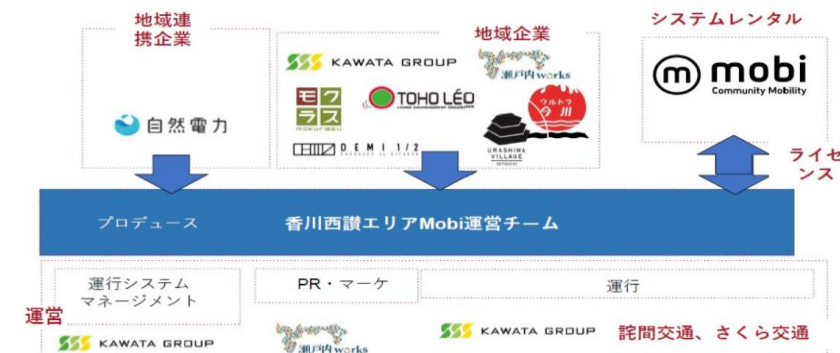 地域連
携企業
自然電力
地域企業
SSS KAWATA GROUP
瀬戸内works
モクラス
MOKURASU
TOHO LÉO
ウルトラ
今川
DEMI 1/2
URASHIMA
VILLAGE
システムレンタル
mobi
Community Mobility
ライセ
ンス
プロデュース
香川西讃エリアMobi運営チーム
運営
運行システム
マネージメント
PR・マーケ
運行
SSS KAWATA GROUP
瀬戸内works
SSS KAWATA GROUP
詫間交通、さくら交通